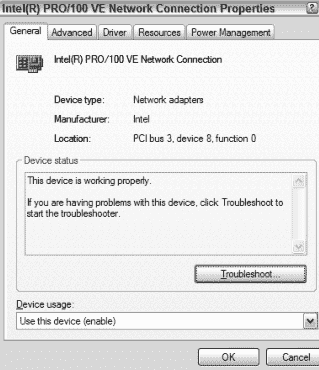 Intel(R) PRO/100 VE Network Connection Properties
General Advanced Driver Resources Power Management
Intel(R) PRO/100 VE Network Connection
Device type: Network adapters
Manufacturer: Intel
Location: PCI bus 3, device 8, function 0
Device status
This device is working properly.
If you are having problems with this device, click Troubleshoot to
start the troubleshooter.
Troubleshoot...
Device usage:
Use this device (enable)
OK Cancel